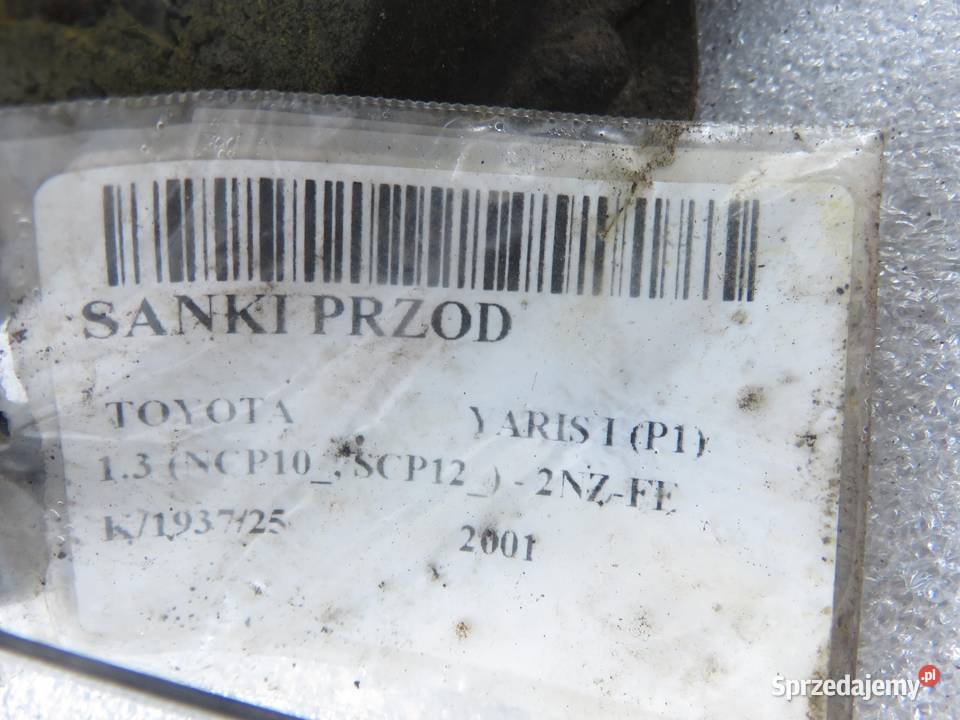 SANKI PRZOD
TOYOTA YARIS I (P1)
1.3 (NCP10_, SCP12_) - 2NZ-FE
K/1937/25 2001
Sprzedajemy.pl